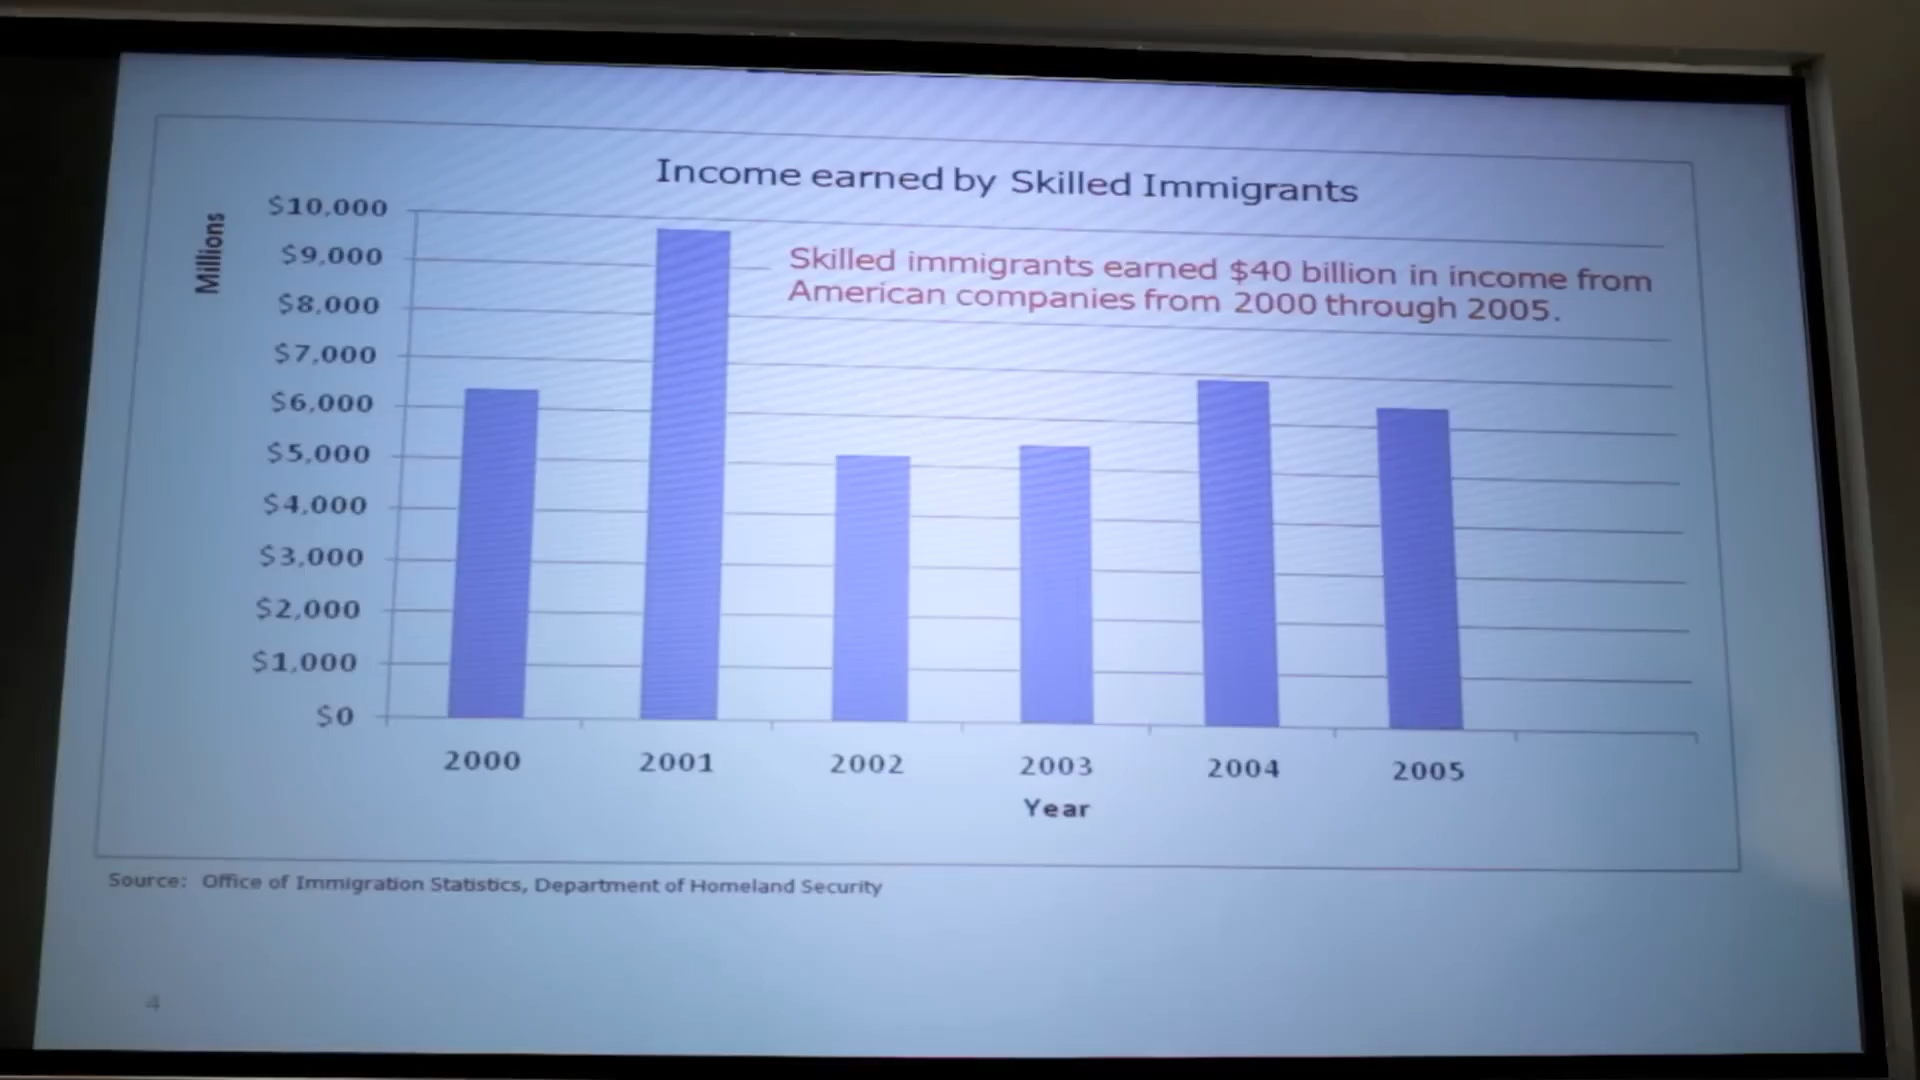 Income earned by Skilled Immigrants
Millions
$10,000
$9,000
$8,000
$7,000
$6,000
$5,000
$4,000
$3,000
$2,000
$1,000
$0
Skilled immigrants earned $40 billion in income from
American companies from 2000 through 2005.
2000 2001 2002 2003 2004 2005
Year
Source: Office of Immigration Statistics, Department of Homeland Security
4